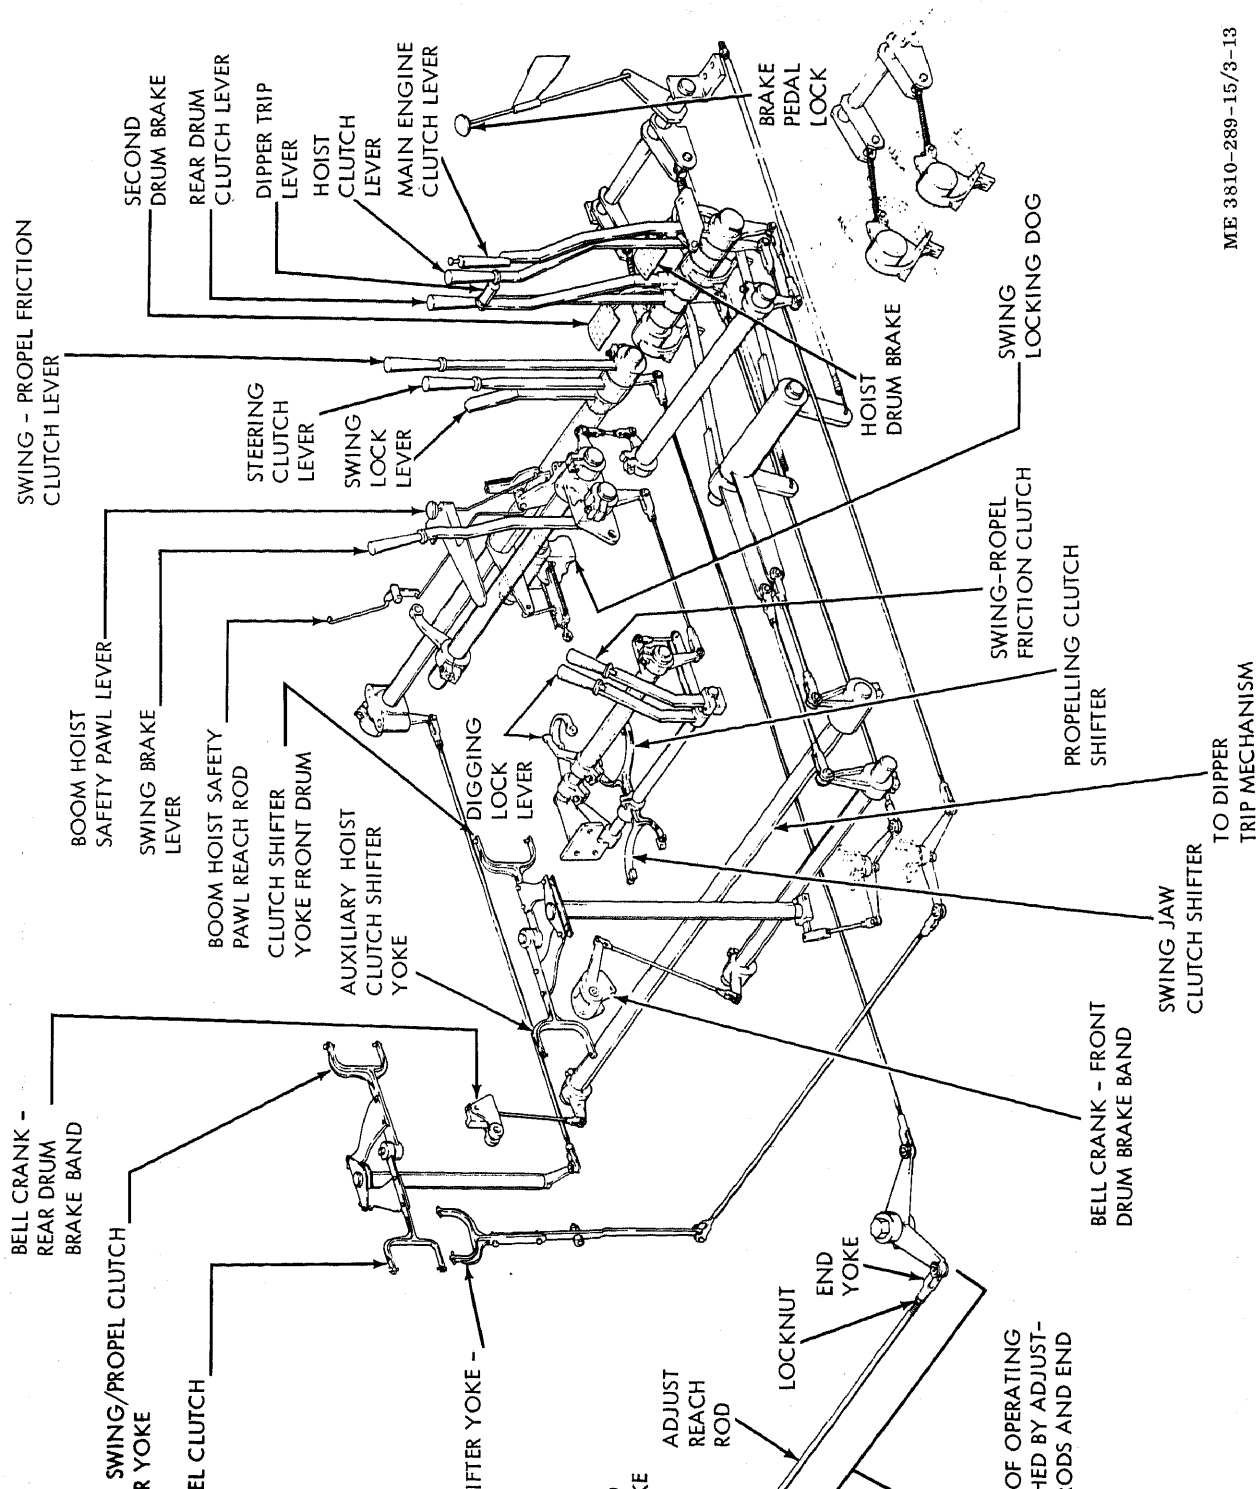 SWING - PROPEL FRICTION
CLUTCH LEVER
SECOND
DRUM BRAKE
REAR DRUM
CLUTCH LEVER
DIPPER TRIP
LEVER
HOIST
CLUTCH
LEVER
MAIN ENGINE
CLUTCH LEVER
BRAKE
PEDAL
LOCK
STEERING
CLUTCH
LEVER
SWING
LOCK
LEVER
HOIST
DRUM BRAKE
SWING
LOCKING DOG
ME 3810-289-15/3-13
BOOM HOIST
SAFETY PAWL LEVER
SWING BRAKE
LEVER
BOOM HOIST SAFETY
PAWL REACH ROD
CLUTCH SHIFTER
YOKE FRONT DRUM
AUXILIARY HOIST
CLUTCH SHIFTER
YOKE
DIGGING
LOCK
LEVER
SWING-PROPEL
FRICTION CLUTCH
PROPELLING CLUTCH
SHIFTER
TO DIPPER
TRIP MECHANISM
SWING JAW
CLUTCH SHIFTER
BELL CRANK - FRONT
DRUM BRAKE BAND
BELL CRANK -
REAR DRUM
BRAKE BAND
SWING/PROPEL CLUTCH
R YOKE
EL CLUTCH
IFTER YOKE -
ADJUST
REACH
ROD
LOCKNUT
END
YOKE
OF OPERATING
HED BY ADJUST-
RODS AND END